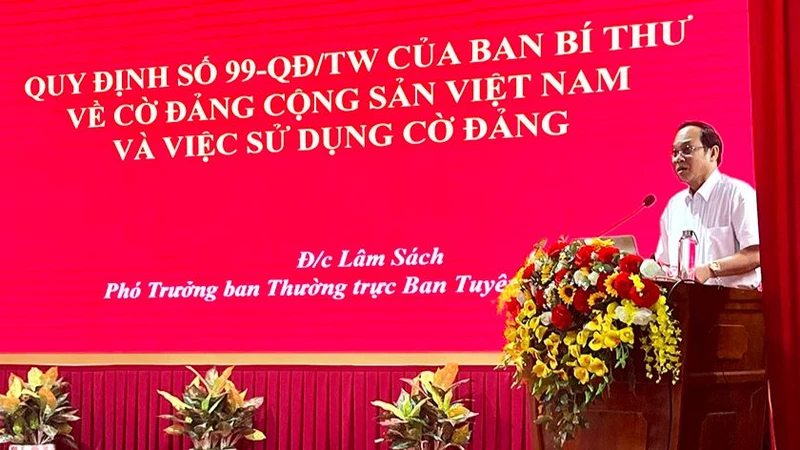 QUY ĐỊNH SỐ 99-QĐ/TW CỦA BAN BÍ THƯ
VỀ CỜ ĐẢNG CỘNG SẢN VIỆT NAM
VÀ VIỆC SỬ DỤNG CỜ ĐẢNG
Đ/c Lâm Sách
Phó Trưởng ban Thường trực Ban Tuyê